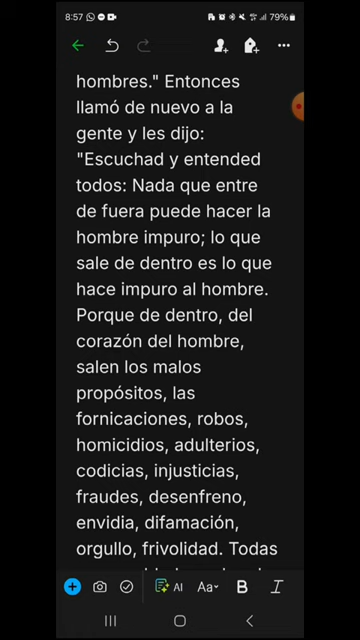 8:57
79%
hombres." Entonces
llamó de nuevo a la
gente y les dijo:
"Escuchad y entended
todos: Nada que entre
de fuera puede hacer la
hombre impuro; lo que
sale de dentro es lo que
hace impuro al hombre.
Porque de dentro, del
corazón del hombre,
salen los malos
propósitos, las
fornicaciones, robos,
homicidios, adulterios,
codicias, injusticias,
fraudes, desenfreno,
envidia, difamación,
orgullo, frivolidad. Todas
AI Aa B I